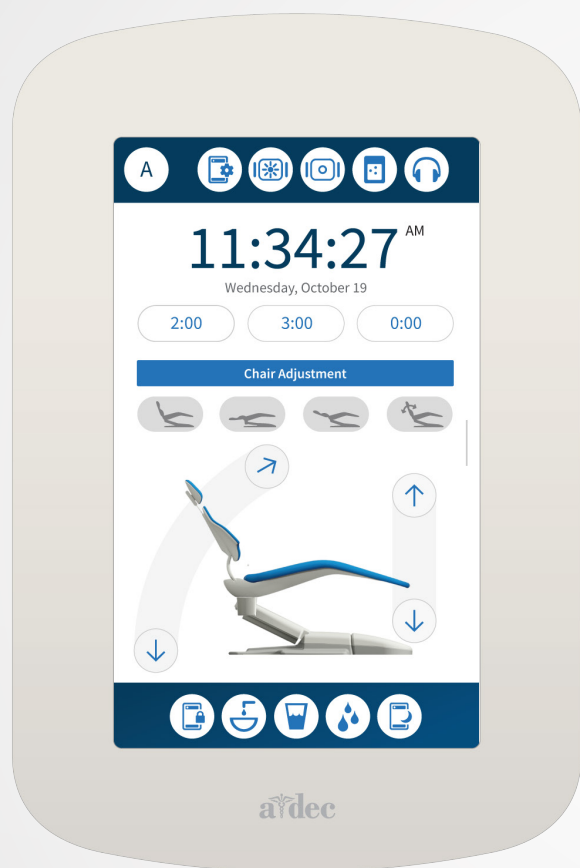 A
11:34:27 AM
Wednesday, October 19
2:00 3:00 0:00
Chair Adjustment
a dec